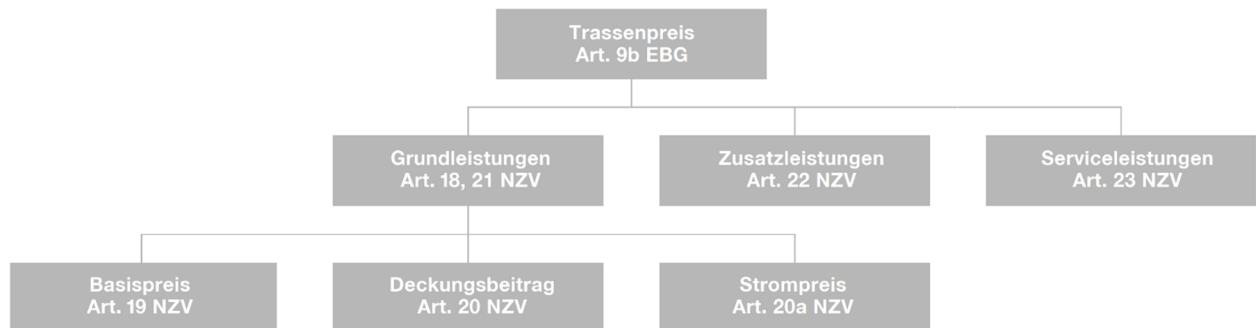 Trassenpreis
Art. 9b EBG
Grundleistungen
Art. 18, 21 NZV
Zusatzleistungen
Art. 22 NZV
Serviceleistungen
Art. 23 NZV
Basispreis
Art. 19 NZV
Deckungsbeitrag
Art. 20 NZV
Strompreis
Art. 20a NZV